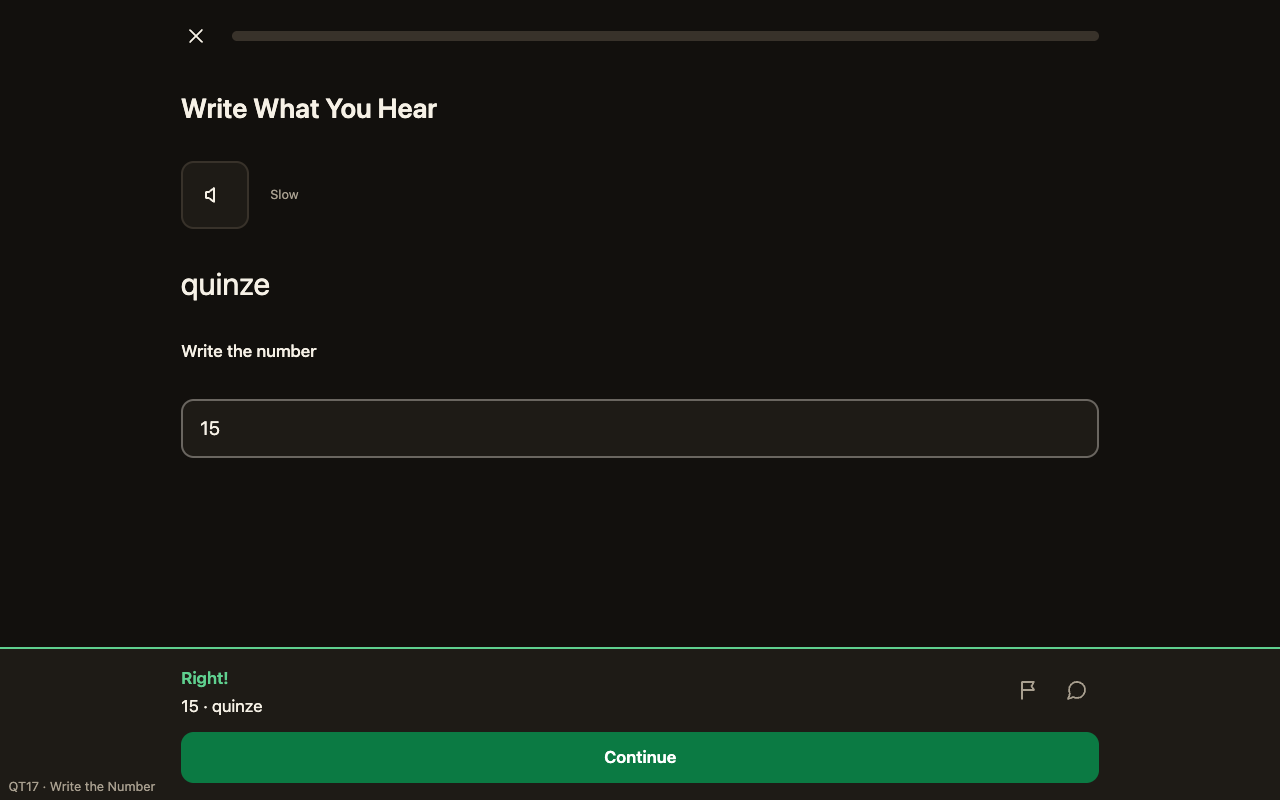 Write What You Hear
Slow
quinze
Write the number
15
Right!
15 · quinze
Continue
QT17 · Write the Number